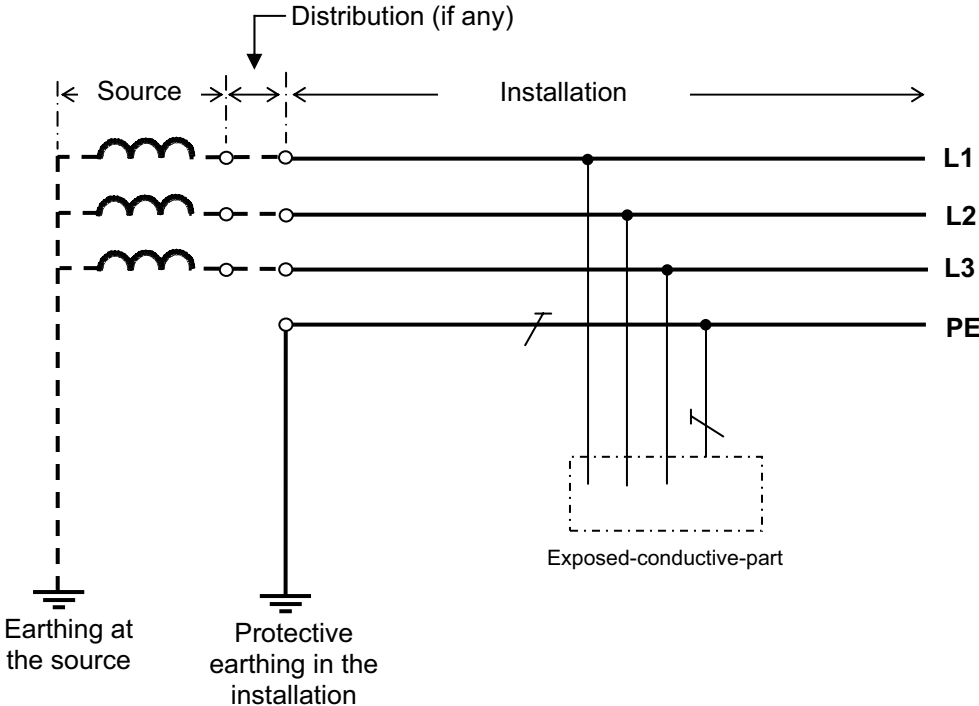 Distribution (if any)
Source
Installation
L1
L2
L3
PE
Exposed-conductive-part
Earthing at
the source
Protective
earthing in the
installation